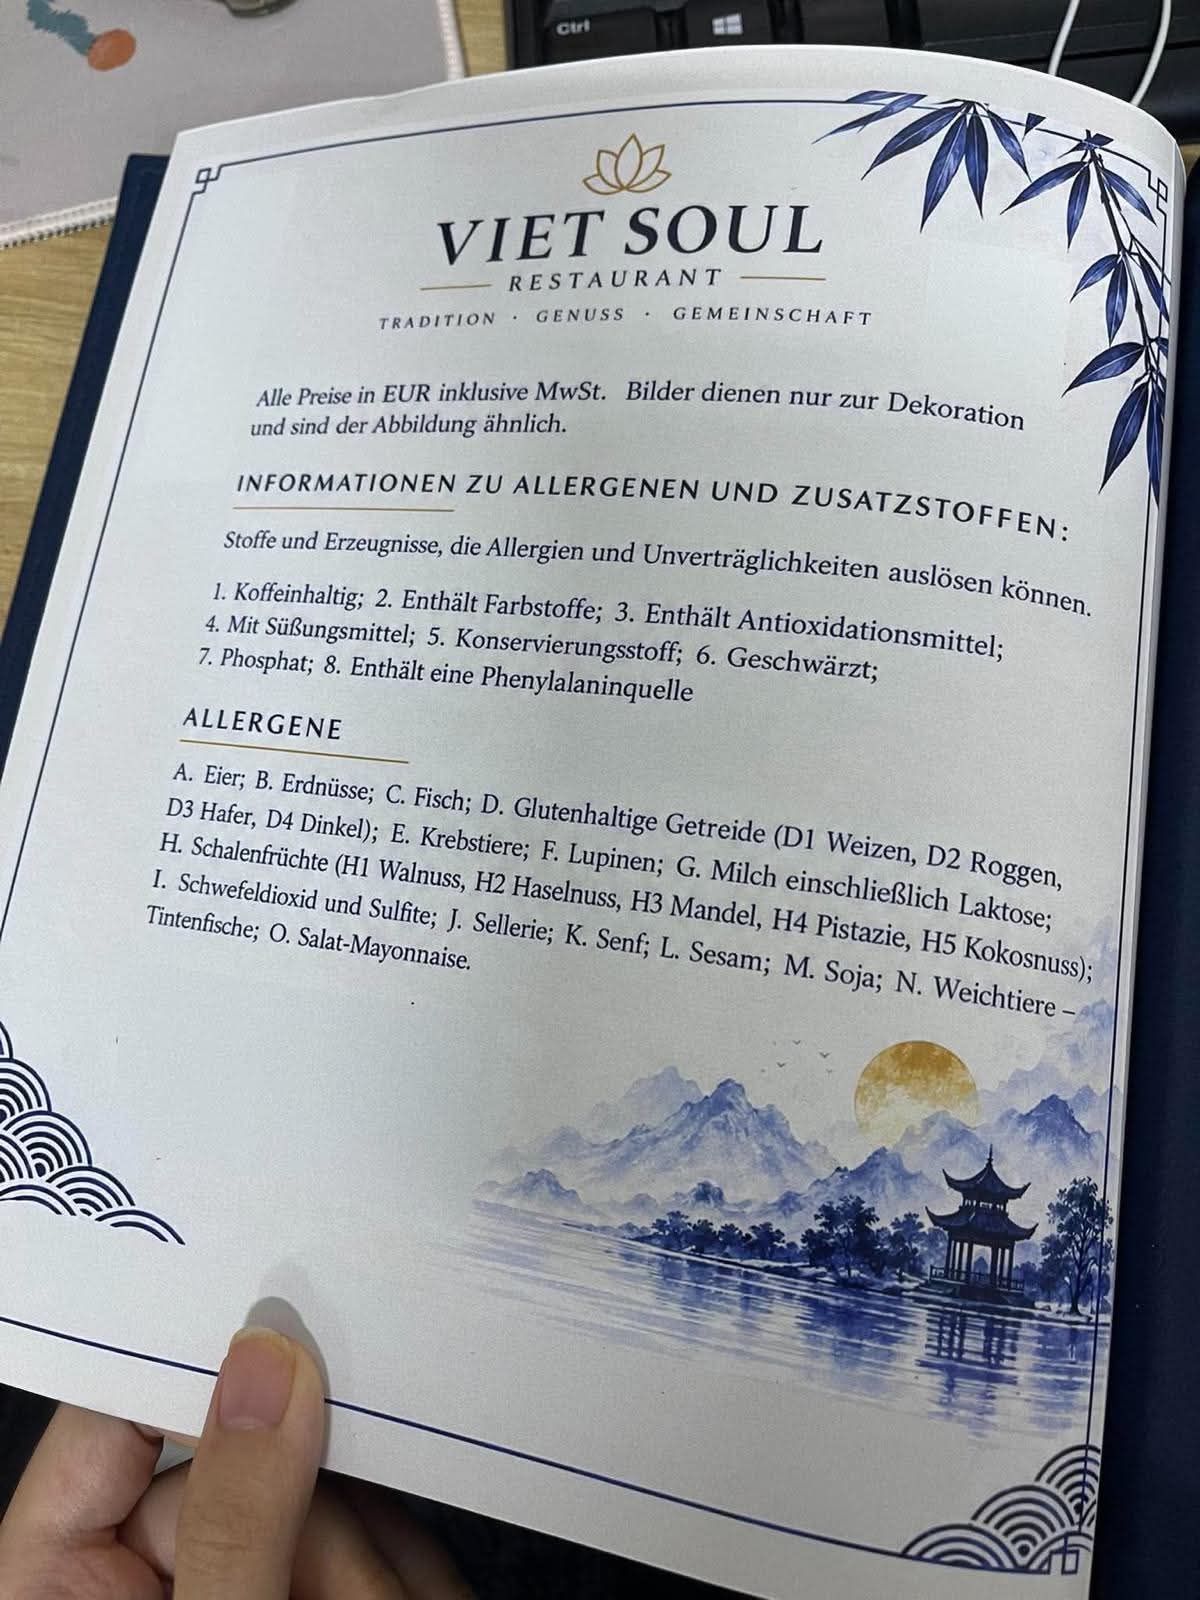 Ctrl
VIET SOUL
RESTAURANT
TRADITION · GENUSS · GEMEINSCHAFT
Alle Preise in EUR inklusive MwSt. Bilder dienen nur zur Dekoration
und sind der Abbildung ähnlich.
INFORMATIONEN ZU ALLERGENEN UND ZUSATZSTOFFEN:
Stoffe und Erzeugnisse, die Allergien und Unverträglichkeiten auslösen können.
1. Koffeinhaltig; 2. Enthält Farbstoffe; 3. Enthält Antioxidationsmittel;
4. Mit Süßungsmittel; 5. Konservierungsstoff; 6. Geschwärzt;
7. Phosphat; 8. Enthält eine Phenylalaninquelle
ALLERGENE
A. Eier; B. Erdnüsse; C. Fisch; D. Glutenhaltige Getreide (D1 Weizen, D2 Roggen,
D3 Hafer, D4 Dinkel); E. Krebstiere; F. Lupinen; G. Milch einschließlich Laktose;
H. Schalenfrüchte (H1 Walnuss, H2 Haselnuss, H3 Mandel, H4 Pistazie, H5 Kokosnuss);
I. Schwefeldioxid und Sulfite; J. Sellerie; K. Senf; L. Sesam; M. Soja; N. Weichtiere –
Tintenfische; O. Salat-Mayonnaise.